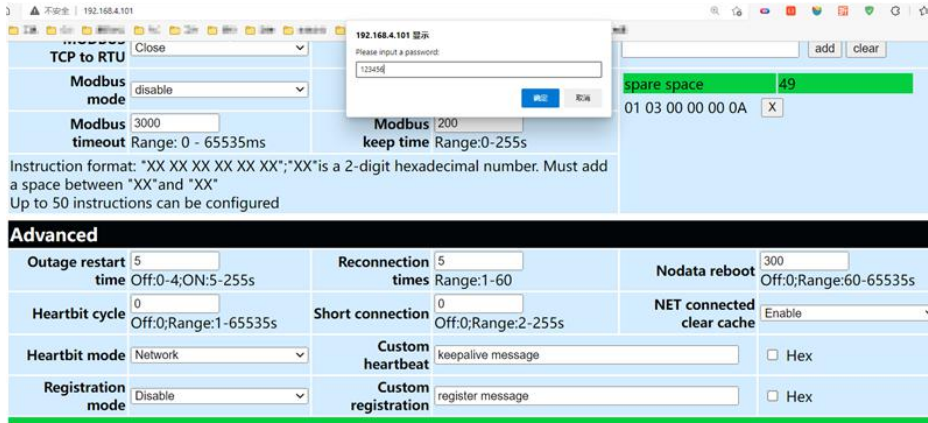 不安全 192.168.4.101
192.168.4.101 显示
Please input a password:
123456
确定 取消
TCP to RTU Close add clear
Modbus mode disable
spare space 49
01 03 00 00 00 0A X
Modbus timeout 3000 Range: 0 - 65535ms
Modbus keep time 200 Range:0-255s
Instruction format: "XX XX XX XX XX XX";"XX"is a 2-digit hexadecimal number. Must add
a space between "XX"and "XX"
Up to 50 instructions can be configured
Advanced
Outage restart time 5 Off:0-4;ON:5-255s
Reconnection times 5 Range:1-60
Nodata reboot 300 Off:0;Range:60-65535s
Heartbit cycle 0 Off:0;Range:1-65535s
Short connection 0 Off:0;Range:2-255s
NET connected clear cache Enable
Heartbit mode Network
Custom heartbeat keepalive message Hex
Registration mode Disable
Custom registration register message Hex